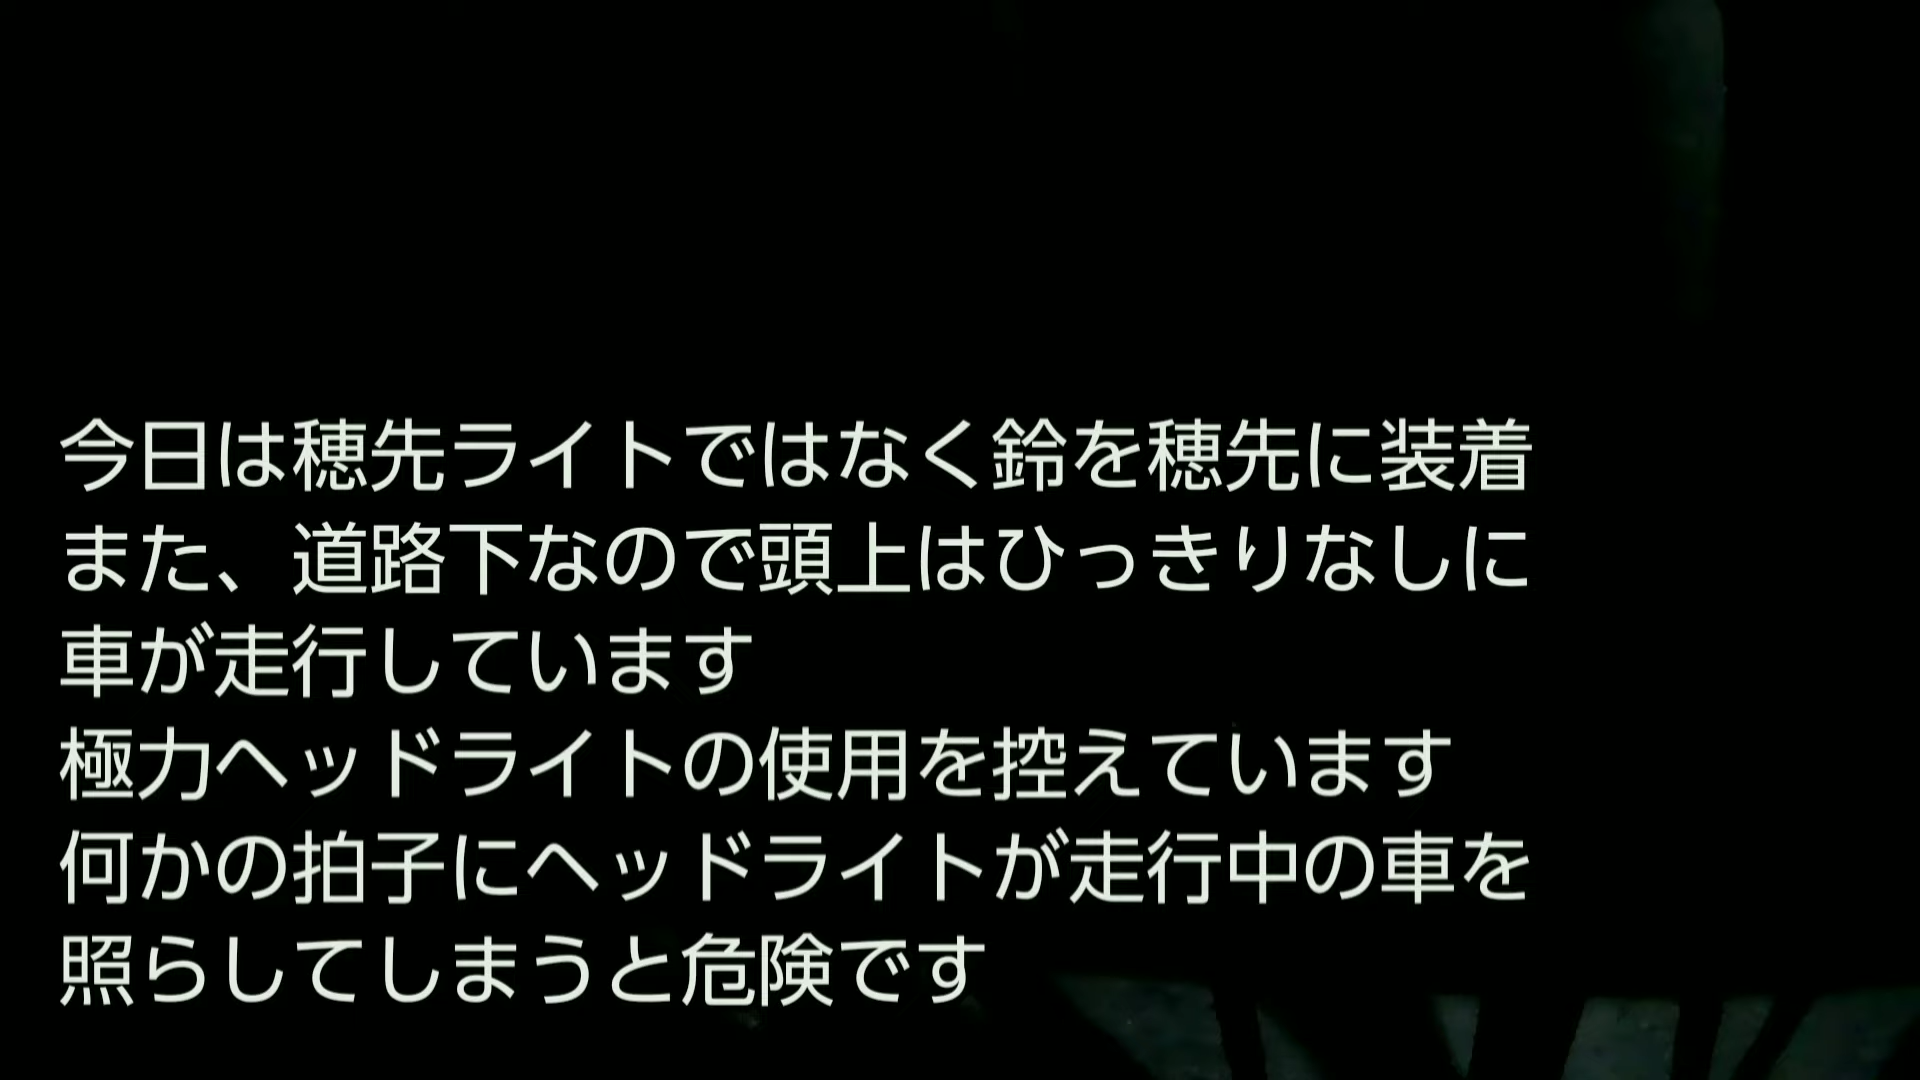 今日は穂先ライトではなく鈴を穂先に装着
また、道路下なので頭上はひっきりなしに
車が走行しています
極力ヘッドライトの使用を控えています
何かの拍子にヘッドライトが走行中の車を
照らしてしまうと危険です